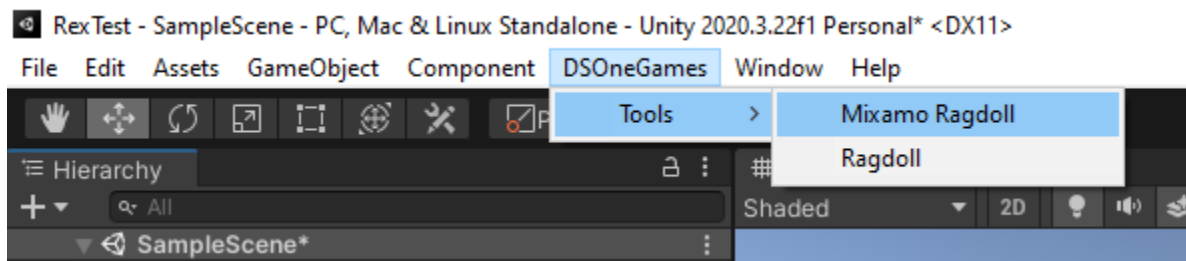 RexTest - SampleScene - PC, Mac & Linux Standalone - Unity 2020.3.22f1 Personal* <DX11>
File Edit Assets GameObject Component DSOneGames Window Help
Tools > Mixamo Ragdoll
Ragdoll
Hierarchy
All
Shaded 2D
SampleScene*